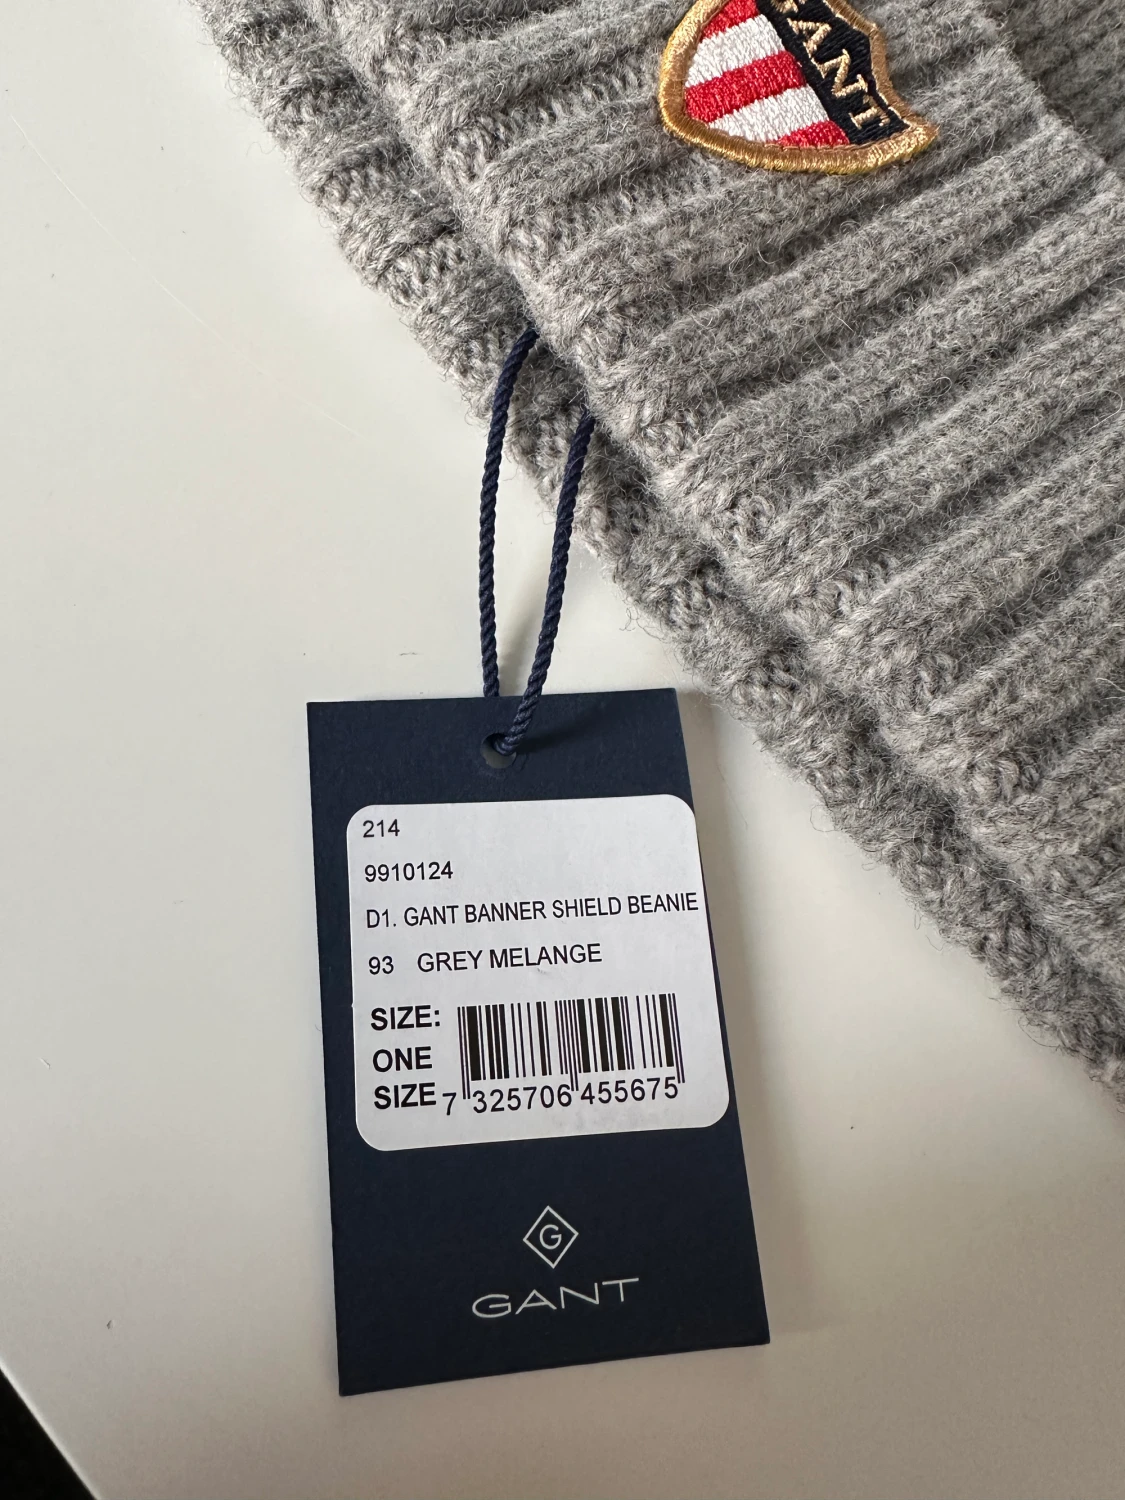 GANT
214
9910124
D1. GANT BANNER SHIELD BEANIE
93 GREY MELANGE
SIZE:
ONE
SIZE
7 325706 455675
G
GANT